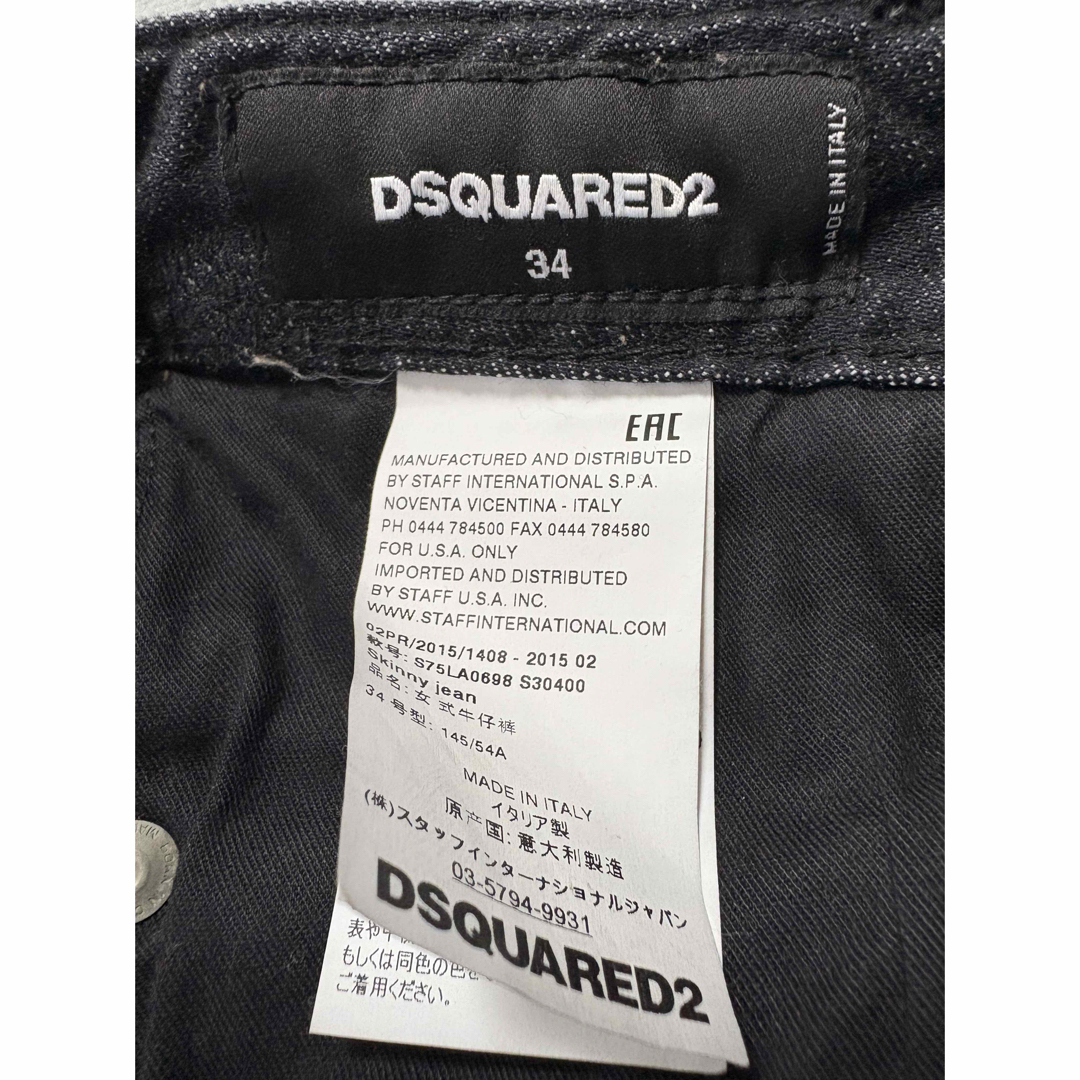 DSQUARED2
34
MADE IN ITALY
EAC
MANUFACTURED AND DISTRIBUTED
BY STAFF INTERNATIONAL S.P.A.
NOVENTA VICENTINA - ITALY
PH 0444 784500 FAX 0444 784580
FOR U.S.A. ONLY
IMPORTED AND DISTRIBUTED
BY STAFF U.S.A. INC.
WWW.STAFFINTERNATIONAL.COM
02PR/2015/1408 - 2015 02
款号: S75LA0698 S30400
Skinny jean
品名: 女式牛仔裤
34 号型: 145/54A
MADE IN ITALY
イタリア製
原产国: 意大利製造
(株)スタッフインターナショナルジャパン
03-5794-9931
DSQUARED2
表や
もしくは同色の色
ご着用ください。